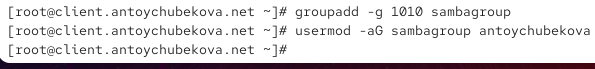 [root@client.antoychubekova.net ~]# groupadd -g 1010 sambagroup
[root@client.antoychubekova.net ~]# usermod -aG sambagroup antoychubekova
[root@client.antoychubekova.net ~]#